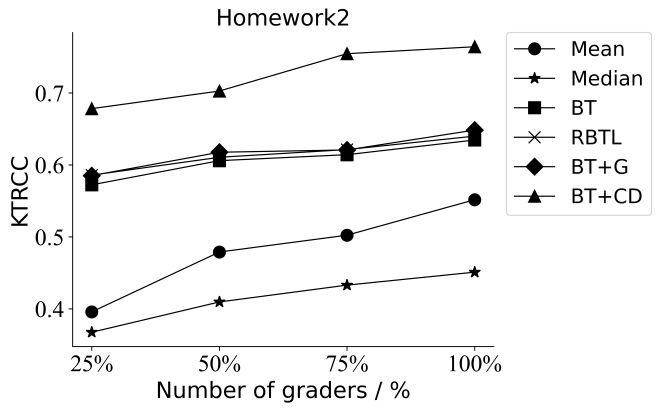 Homework2
KTRCC
0.7
0.6
0.5
0.4
25% 50% 75% 100%
Number of graders / %
Mean
Median
BT
RBTL
BT+G
BT+CD